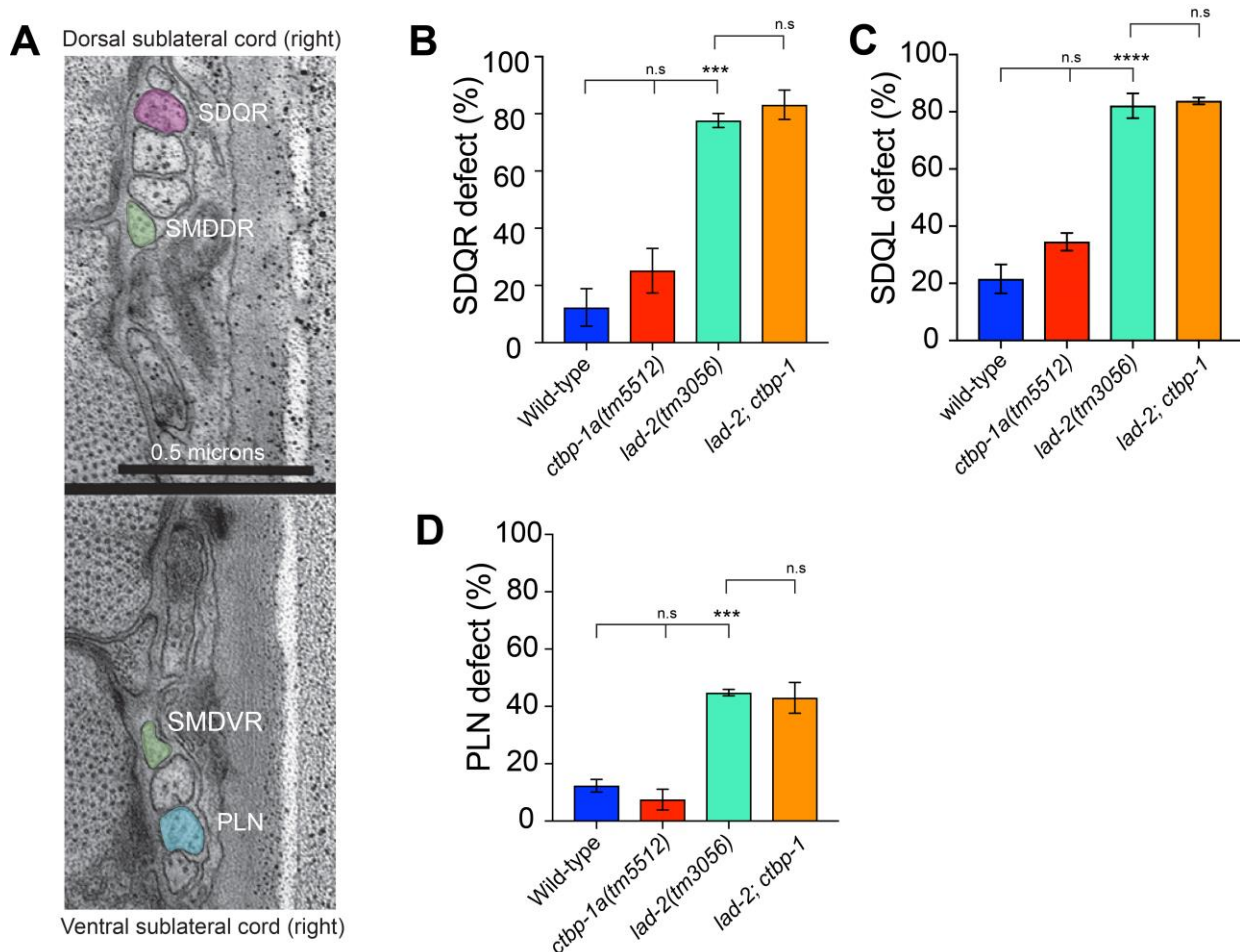 A
Dorsal sublateral cord (right)
SDQR
SMDDR
0.5 microns
SMDVR
PLN
Ventral sublateral cord (right)
B
SDQR defect (%)
100
80
60
40
20
0
n.s
***
n.s
Wild-type
ctbp-1a(tm5512)
lad-2(tm3056)
lad-2; ctbp-1
C
SDQL defect (%)
100
80
60
40
20
0
n.s
****
n.s
wild-type
ctbp-1a(tm5512)
lad-2(tm3056)
lad-2; ctbp-1
D
PLN defect (%)
100
80
60
40
20
0
n.s
***
n.s
Wild-type
ctbp-1a(tm5512)
lad-2(tm3056)
lad-2; ctbp-1